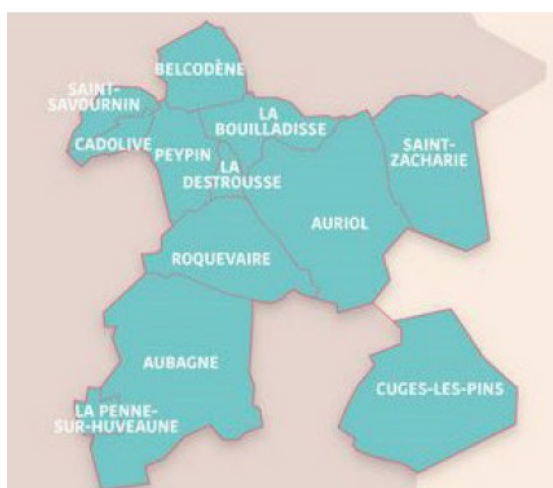 BELCODÈNE
SAINT-
SAVOURNIN
LA
BOUILLADISSE
CADOLIVE
PEYPIN
SAINT-
ZACHARIE
LA
DESTROUSSE
AURIOL
ROQUEVAIRE
AUBAGNE
CUGES-LES-PINS
LA PENNE-
SUR-HUVEAUNE